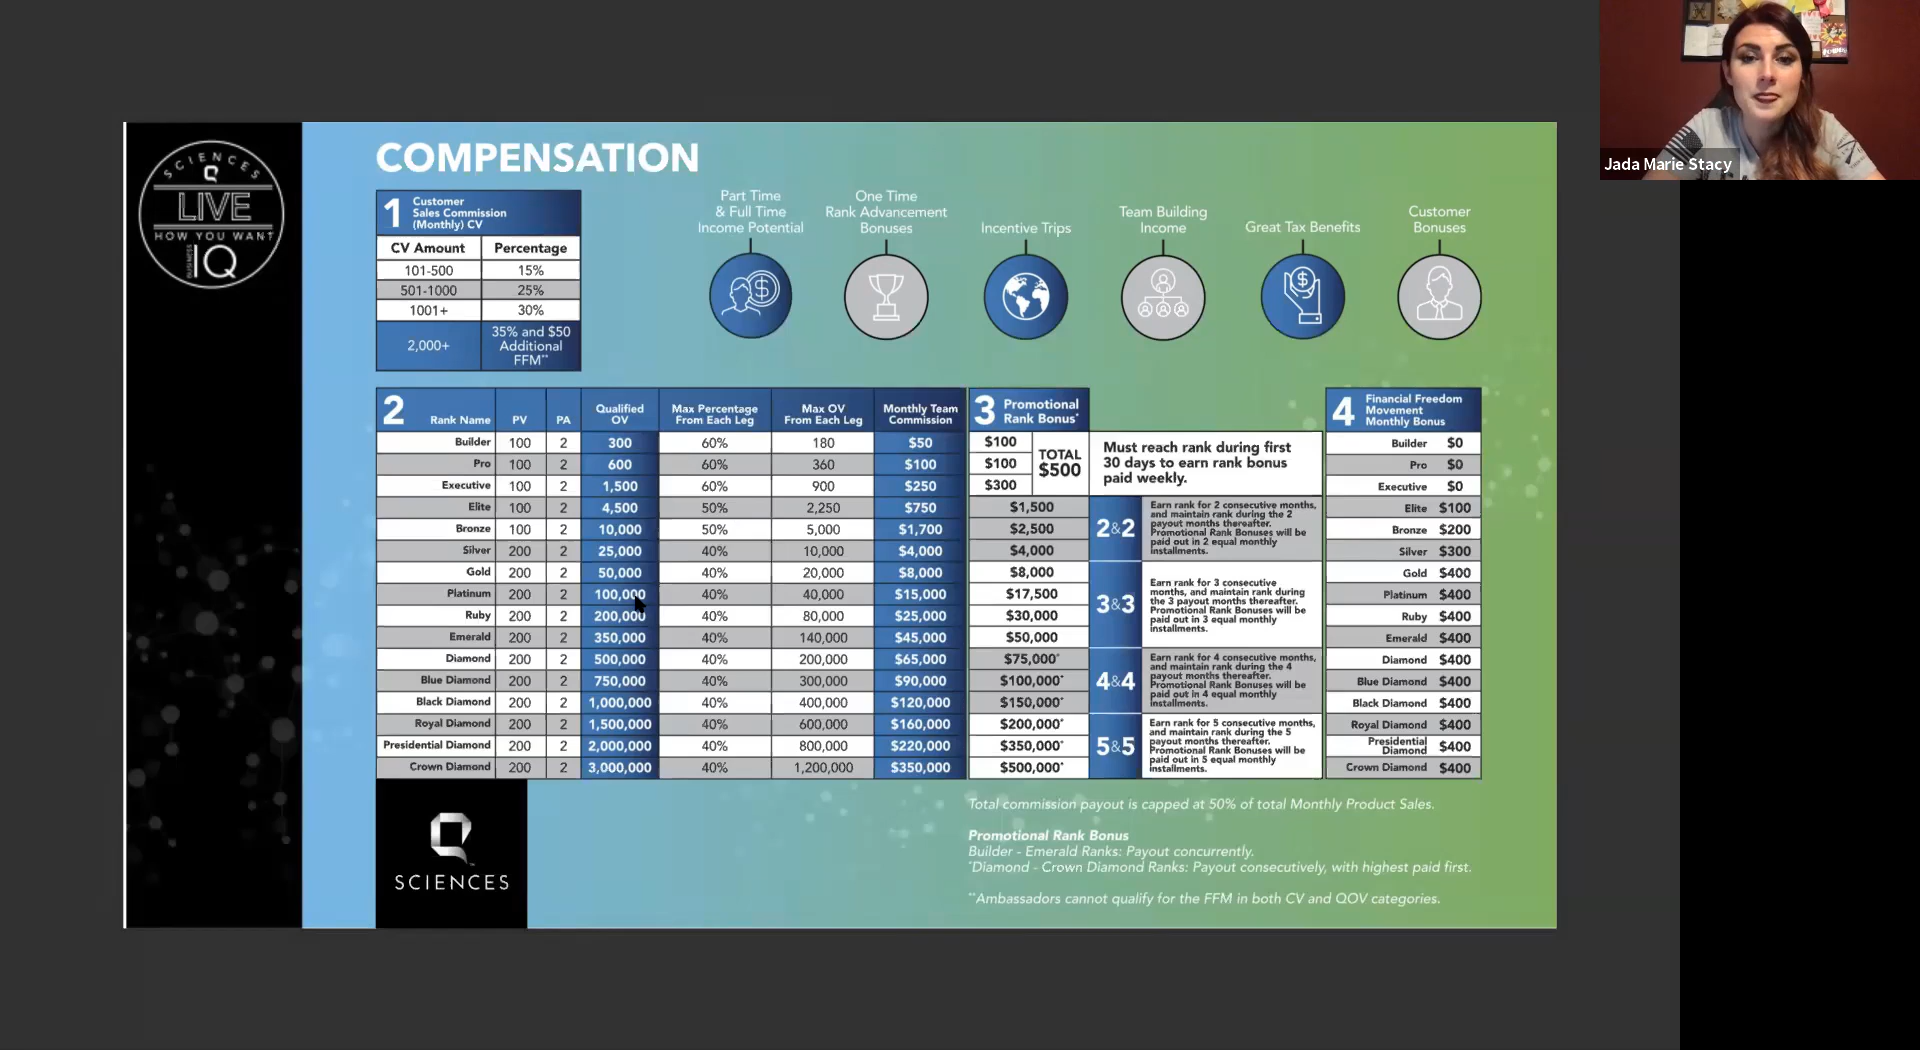 Jada Marie Stacy
SCIENCES
Q
LIVE
HOW YOU WANT
BUSINESS
IQ
COMPENSATION
1 Customer
Sales Commission
(Monthly) CV
CV Amount Percentage
101-500 15%
501-1000 25%
1001+ 30%
2,000+ 35% and $50
Additional
FFM**
Part Time
& Full Time
Income Potential
One Time
Rank Advancement
Bonuses
Incentive Trips
Team Building
Income
Great Tax Benefits
Customer
Bonuses
2 Rank Name PV PA Qualified OV Max Percentage From Each Leg Max OV From Each Leg Monthly Team Commission
Builder 100 2 300 60% 180 $50
Pro 100 2 600 60% 360 $100
Executive 100 2 1,500 60% 900 $250
Elite 100 2 4,500 50% 2,250 $750
Bronze 100 2 10,000 50% 5,000 $1,700
Silver 200 2 25,000 40% 10,000 $4,000
Gold 200 2 50,000 40% 20,000 $8,000
Platinum 200 2 100,000 40% 40,000 $15,000
Ruby 200 2 200,000 40% 80,000 $25,000
Emerald 200 2 350,000 40% 140,000 $45,000
Diamond 200 2 500,000 40% 200,000 $65,000
Blue Diamond 200 2 750,000 40% 300,000 $90,000
Black Diamond 200 2 1,000,000 40% 400,000 $120,000
Royal Diamond 200 2 1,500,000 40% 600,000 $160,000
Presidential Diamond 200 2 2,000,000 40% 800,000 $220,000
Crown Diamond 200 2 3,000,000 40% 1,200,000 $350,000
3 Promotional
Rank Bonus*
$100
$100
$300
TOTAL
$500
Must reach rank during first
30 days to earn rank bonus
paid weekly.
$1,500
$2,500
$4,000
2&2
Earn rank for 2 consecutive months,
and maintain rank during the 2
payout months thereafter.
Promotional Rank Bonuses will be
paid out in 2 equal monthly
installments.
$8,000
$17,500
$30,000
$50,000
3&3
Earn rank for 3 consecutive
months, and maintain rank during
the 3 payout months thereafter.
Promotional Rank Bonuses will be
paid out in 3 equal monthly
installments.
$75,000*
$100,000*
$150,000*
4&4
Earn rank for 4 consecutive months,
and maintain rank during the 4
payout months thereafter.
Promotional Rank Bonuses will be
paid out in 4 equal monthly
installments.
$200,000*
$350,000*
$500,000*
5&5
Earn rank for 5 consecutive months,
and maintain rank during the 5
payout months thereafter.
Promotional Rank Bonuses will be
paid out in 5 equal monthly
installments.
4 Financial Freedom
Movement
Monthly Bonus
Builder $0
Pro $0
Executive $0
Elite $100
Bronze $200
Silver $300
Gold $400
Platinum $400
Ruby $400
Emerald $400
Diamond $400
Blue Diamond $400
Black Diamond $400
Royal Diamond $400
Presidential Diamond $400
Crown Diamond $400
Q
SCIENCES
Total commission payout is capped at 50% of total Monthly Product Sales.
Promotional Rank Bonus
Builder - Emerald Ranks: Payout concurrently.
*Diamond - Crown Diamond Ranks: Payout consecutively, with highest paid first.
**Ambassadors cannot qualify for the FFM in both CV and QOV categories.